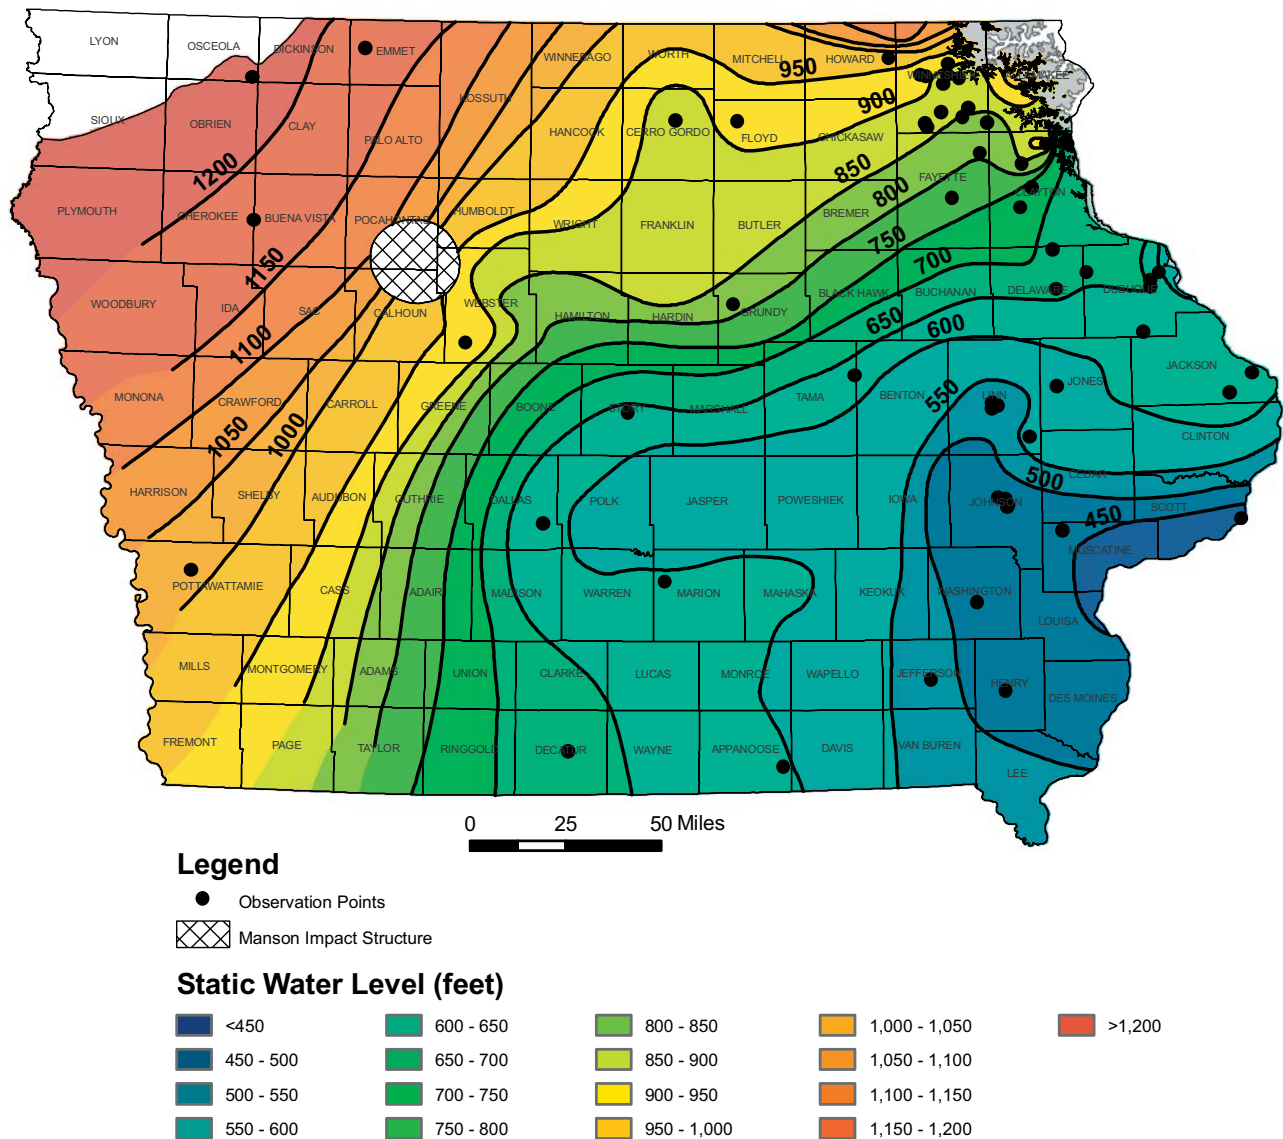 LYON
OSCEOLA
DICKINSON
EMMET
WINNEBAGO
WORTH
MITCHELL
HOWARD
WINNESHIEK
950
KOSSUTH
900
SIOUX
OBRIEN
CLAY
PALO ALTO
HANCOCK
CERRO GORDO
FLOYD
CHICKASAW
1200
850
800
FAYETTE
CLAYTON
PLYMOUTH
CHEROKEE
BUENA VISTA
POCAHONTAS
HUMBOLDT
WRIGHT
FRANKLIN
BUTLER
BREMER
750
700
1150
WOODBURY
IDA
SAC
CALHOUN
WEBSTER
HAMILTON
HARDIN
GRUNDY
BLACK HAWK
BUCHANAN
DELAWARE
DUBUQUE
650
600
1100
MONONA
CRAWFORD
CARROLL
GREENE
BOONE
STORY
MARSHALL
TAMA
BENTON
550
LINN
JONES
JACKSON
1050
1000
CLINTON
HARRISON
SHELBY
AUDUBON
GUTHRIE
DALLAS
POLK
JASPER
POWESHIEK
IOWA
JOHNSON
500
CEDAR
450
SCOTT
MUSCATINE
POTTAWATTAMIE
CASS
ADAIR
MADISON
WARREN
MARION
MAHASKA
KEOKUK
WASHINGTON
LOUISA
MILLS
MONTGOMERY
ADAMS
UNION
CLARKE
LUCAS
MONROE
WAPELLO
JEFFERSON
HENRY
DES MOINES
FREMONT
PAGE
TAYLOR
RINGGOLD
DECATUR
WAYNE
APPANOOSE
DAVIS
VAN BUREN
LEE
0 25 50 Miles
Legend
Observation Points
Manson Impact Structure
Static Water Level (feet)
<450
450 - 500
500 - 550
550 - 600
600 - 650
650 - 700
700 - 750
750 - 800
800 - 850
850 - 900
900 - 950
950 - 1,000
1,000 - 1,050
1,050 - 1,100
1,100 - 1,150
1,150 - 1,200
>1,200